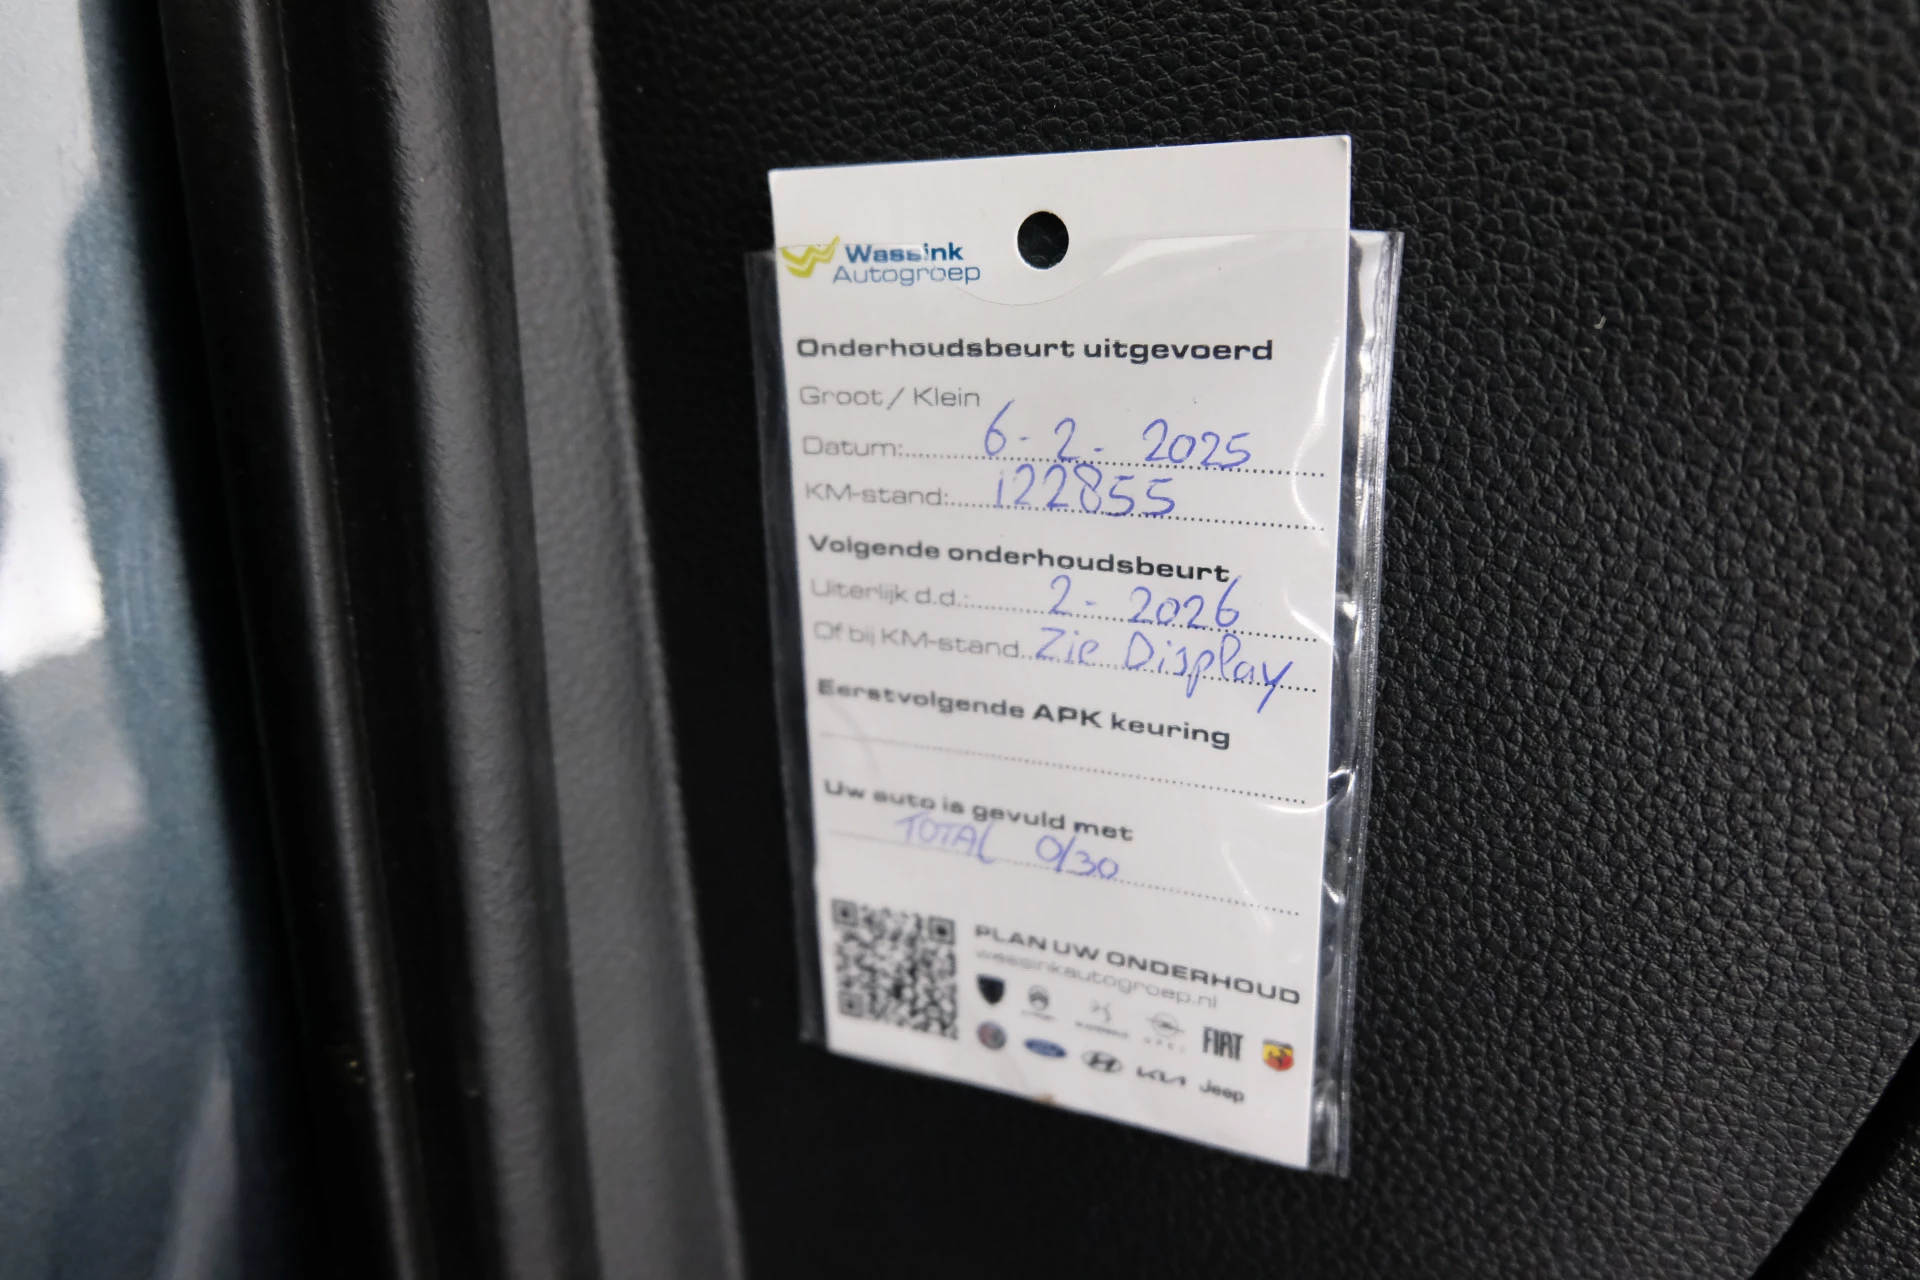 Wassink
Autogroep
Onderhoudsbeurt uitgevoerd
Groot / Klein
Datum: 6-2-2025
KM-stand: 122855
Volgende onderhoudsbeurt
Uiterlijk d.d.: 2-2026
Of bij KM-stand Zie Display
Eerstvolgende APK keuring
Uw auto is gevuld met
TOTAL 0/30
PLAN UW ONDERHOUD
wassinkautogroep.nl
OPEL FIAT
Ford KIA Jeep